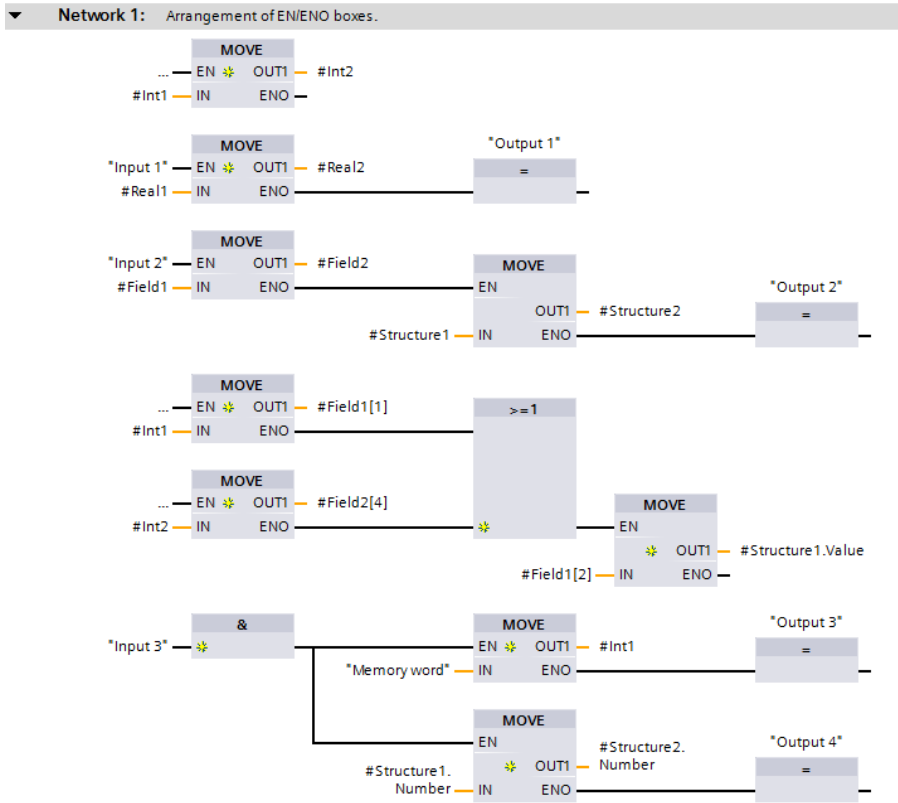 Network 1: Arrangement of EN/ENO boxes.
MOVE
... EN OUT1 #Int2
#Int1 IN ENO
MOVE "Output 1"
"Input 1" EN OUT1 #Real2 =
#Real1 IN ENO
MOVE
"Input 2" EN OUT1 #Field2 MOVE
#Field1 IN ENO EN "Output 2"
OUT1 #Structure2 =
#Structure1 IN ENO
MOVE
... EN OUT1 #Field1[1] >=1
#Int1 IN ENO
MOVE
... EN OUT1 #Field2[4] MOVE
#Int2 IN ENO EN
OUT1 #Structure1.Value
#Field1[2] IN ENO
& MOVE "Output 3"
"Input 3" EN OUT1 #Int1 =
"Memory word" IN ENO
MOVE
EN #Structure2. "Output 4"
#Structure1. OUT1 Number =
Number IN ENO